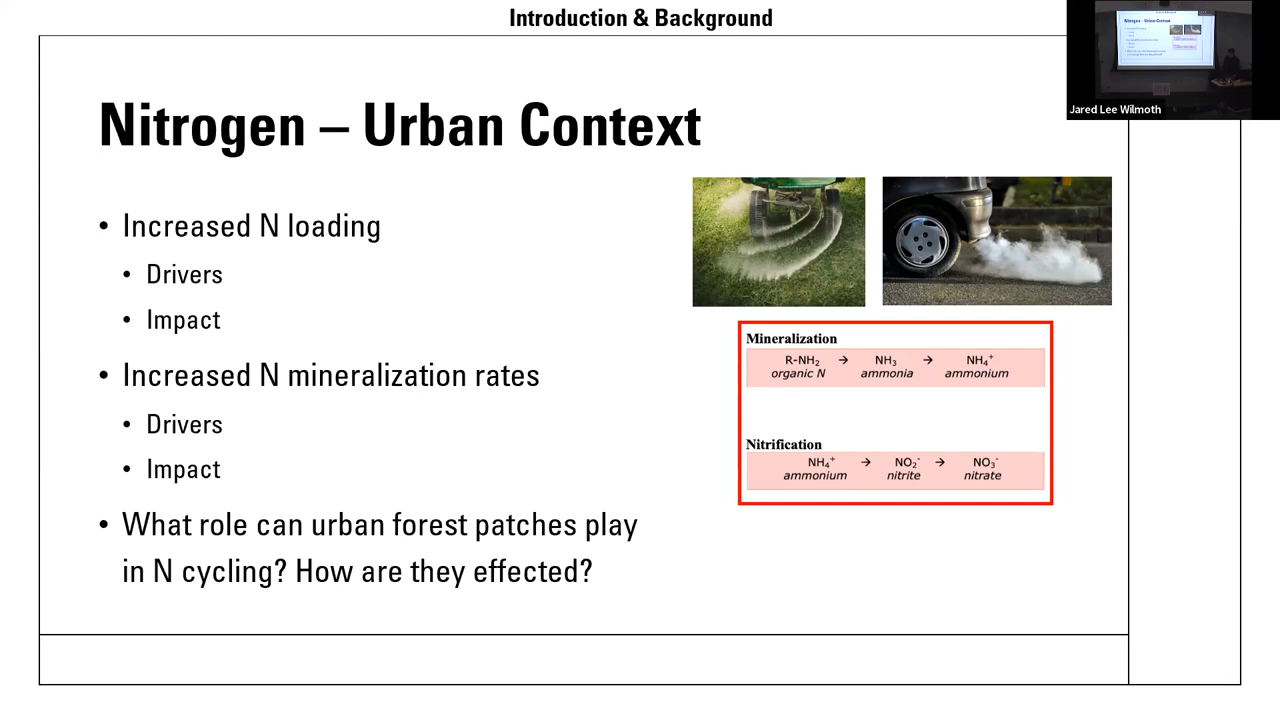 Introduction & Background
Jared Lee Wilmoth
Nitrogen – Urban Context
• Increased N loading
• Drivers
• Impact
• Increased N mineralization rates
• Drivers
• Impact
• What role can urban forest patches play
in N cycling? How are they effected?
Mineralization
R-NH₂ → NH₃ → NH₄⁺
organic N ammonia ammonium
Nitrification
NH₄⁺ → NO₂⁻ → NO₃⁻
ammonium nitrite nitrate